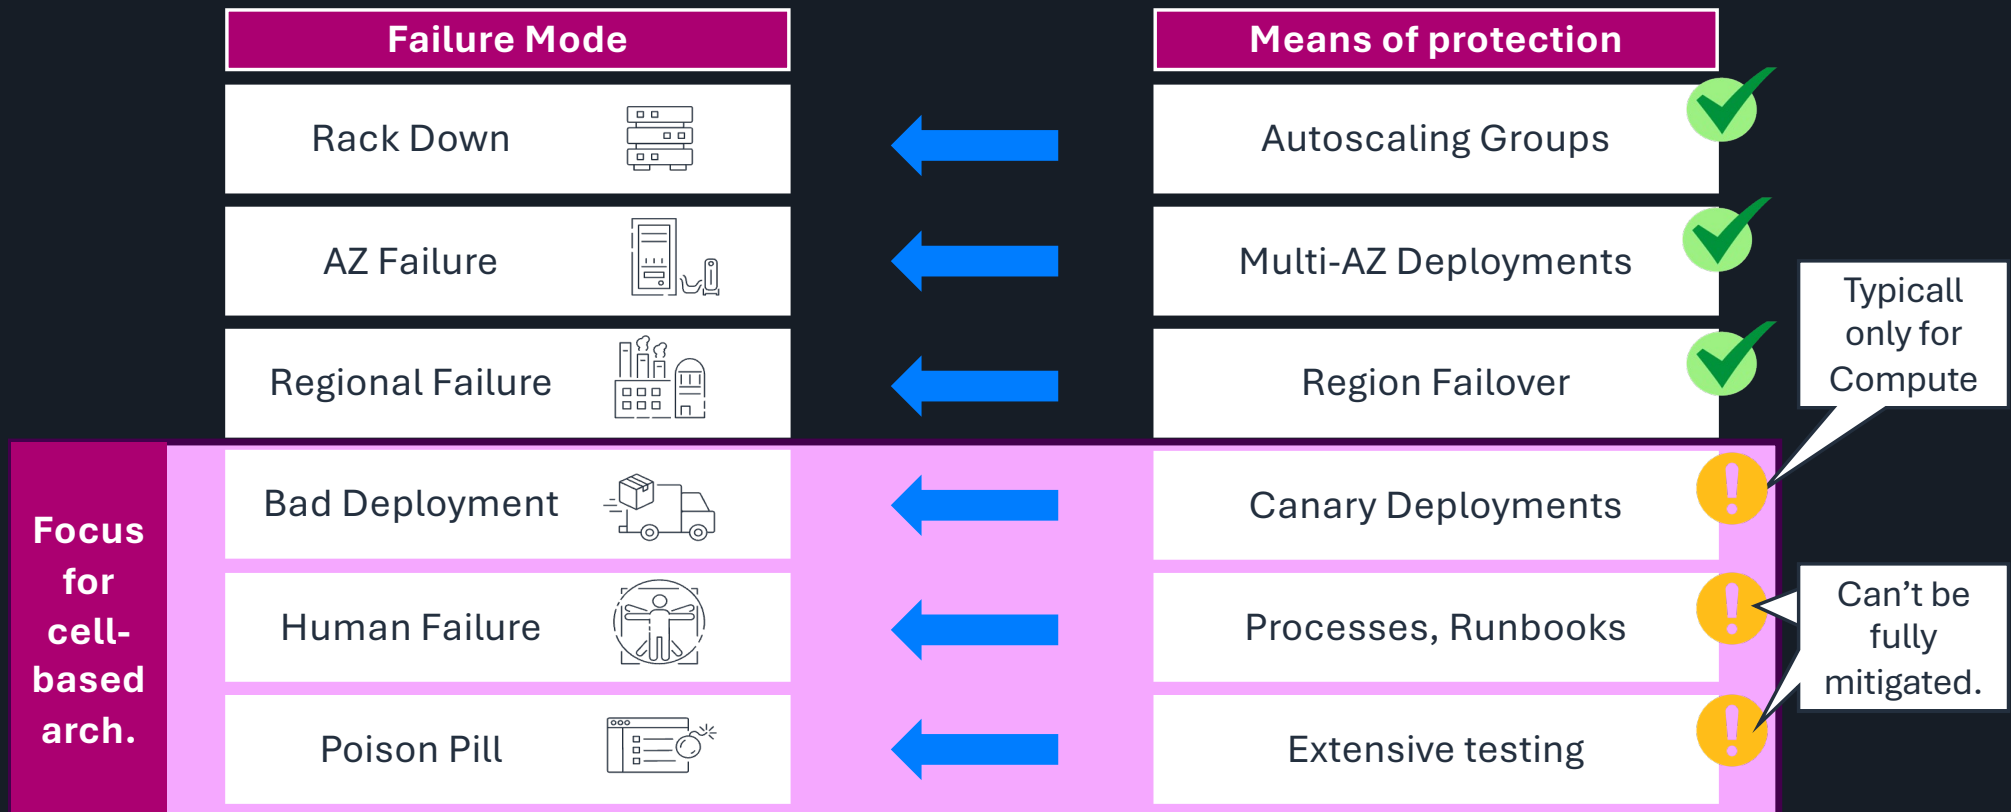 Failure Mode
Means of protection
Rack Down
Autoscaling Groups
AZ Failure
Multi-AZ Deployments
Typicall
only for
Compute
Regional Failure
Region Failover
Focus
for
cell-
based
arch.
Bad Deployment
Canary Deployments
Human Failure
Processes, Runbooks
Can't be
fully
mitigated.
Poison Pill
Extensive testing